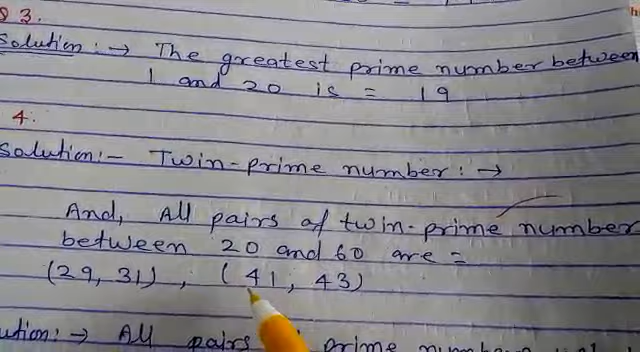 8 3.
Solution :→ The greatest prime number between
1 and 20 is = 19
4.
Solution:- Twin-prime number: →
And, All pairs of twin-prime number
between 20 and 60 are =
(29, 31) , (41, 43)
ution: → All pairs prime